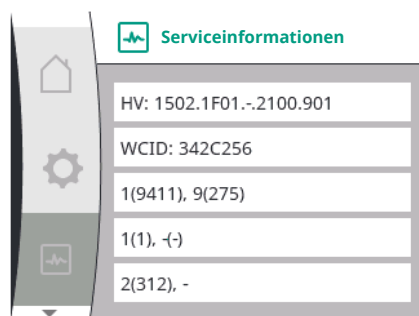 Serviceinformationen
HV: 1502.1F01.-.2100.901
WCID: 342C256
1(9411), 9(275)
1(1), -(-)
2(312), -